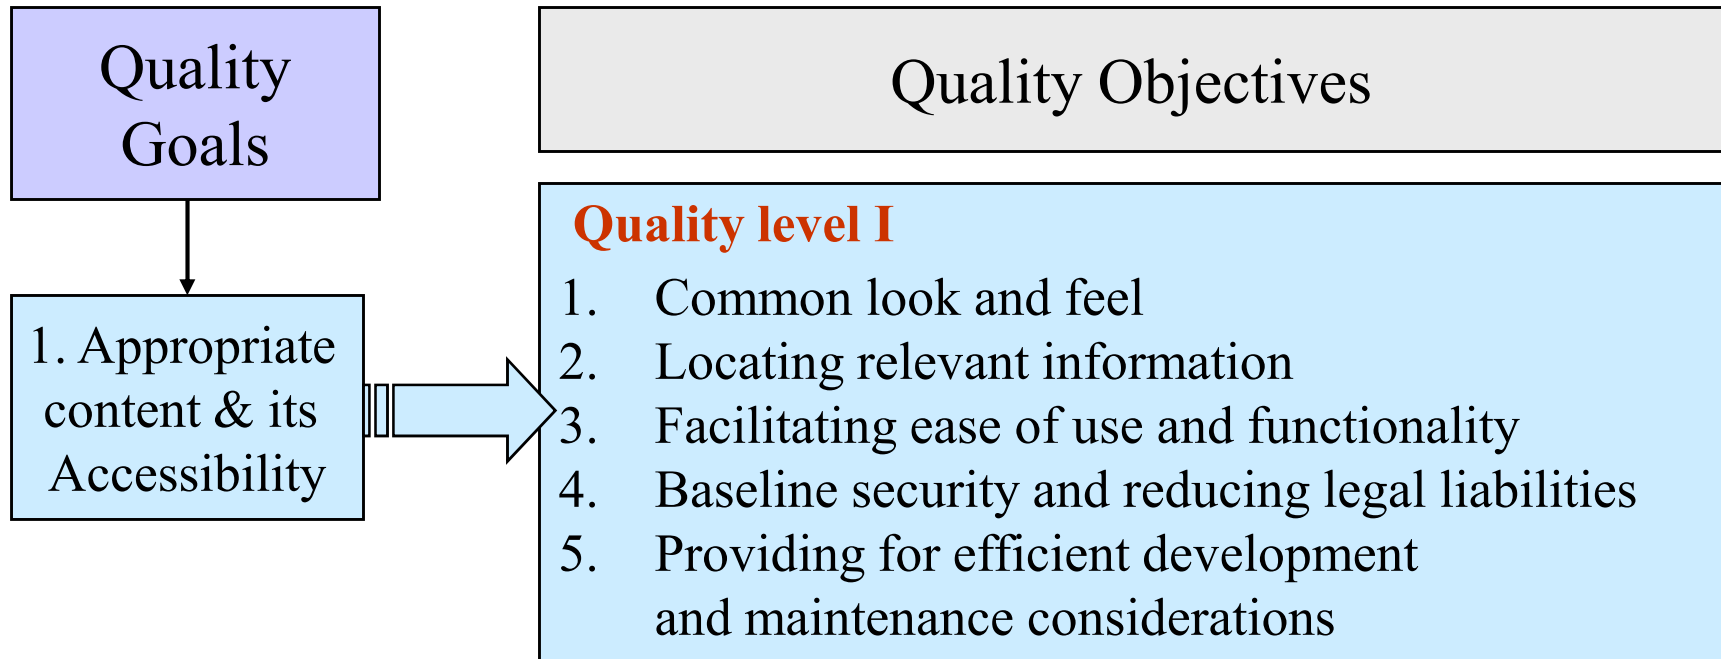 Quality
Goals
Quality Objectives
1. Appropriate
content & its
Accessibility
Quality level I
1. Common look and feel
2. Locating relevant information
3. Facilitating ease of use and functionality
4. Baseline security and reducing legal liabilities
5. Providing for efficient development
and maintenance considerations